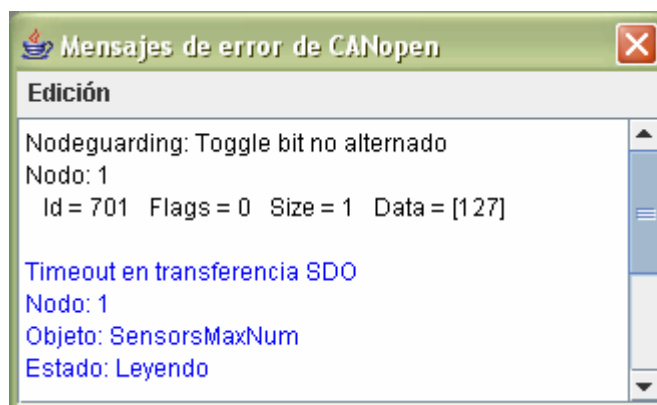 Mensajes de error de CANopen
Edición
Nodeguarding: Toggle bit no alternado
Nodo: 1
Id = 701 Flags = 0 Size = 1 Data = [127]
Timeout en transferencia SDO
Nodo: 1
Objeto: SensorsMaxNum
Estado: Leyendo